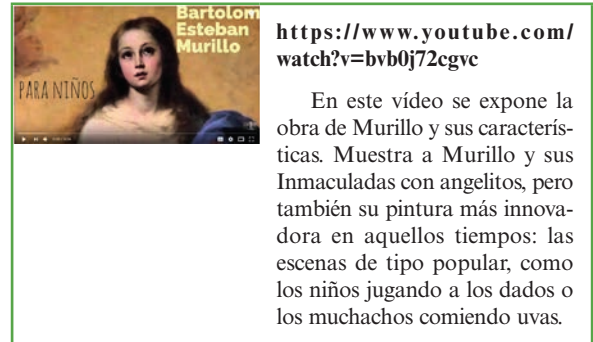 Bartolom
Esteban
Murillo
PARA NIÑOS
https://www.youtube.com/
watch?v=bvb0j72cgvc
En este vídeo se expone la
obra de Murillo y sus caracterís-
ticas. Muestra a Murillo y sus
Inmaculadas con angelitos, pero
también su pintura más innova-
dora en aquellos tiempos: las
escenas de tipo popular, como
los niños jugando a los dados o
los muchachos comiendo uvas.